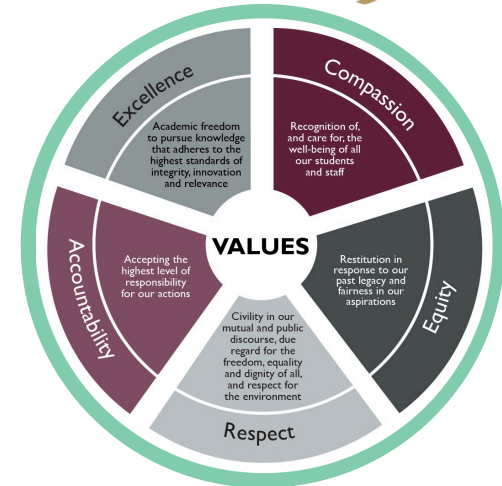 Excellence
Academic freedom
to pursue knowledge
that adheres to the
highest standards of
integrity, innovation
and relevance
Compassion
Recognition of,
and care for, the
well-being of all
our students
and staff
VALUES
Accountability
Accepting the
highest level of
responsibility
for our actions
Restitution in
response to our
past legacy and
fairness in our
aspirations
Equity
Civility in our
mutual and public
discourse, due
regard for the
freedom, equality
and dignity of all,
and respect for
the environment
Respect